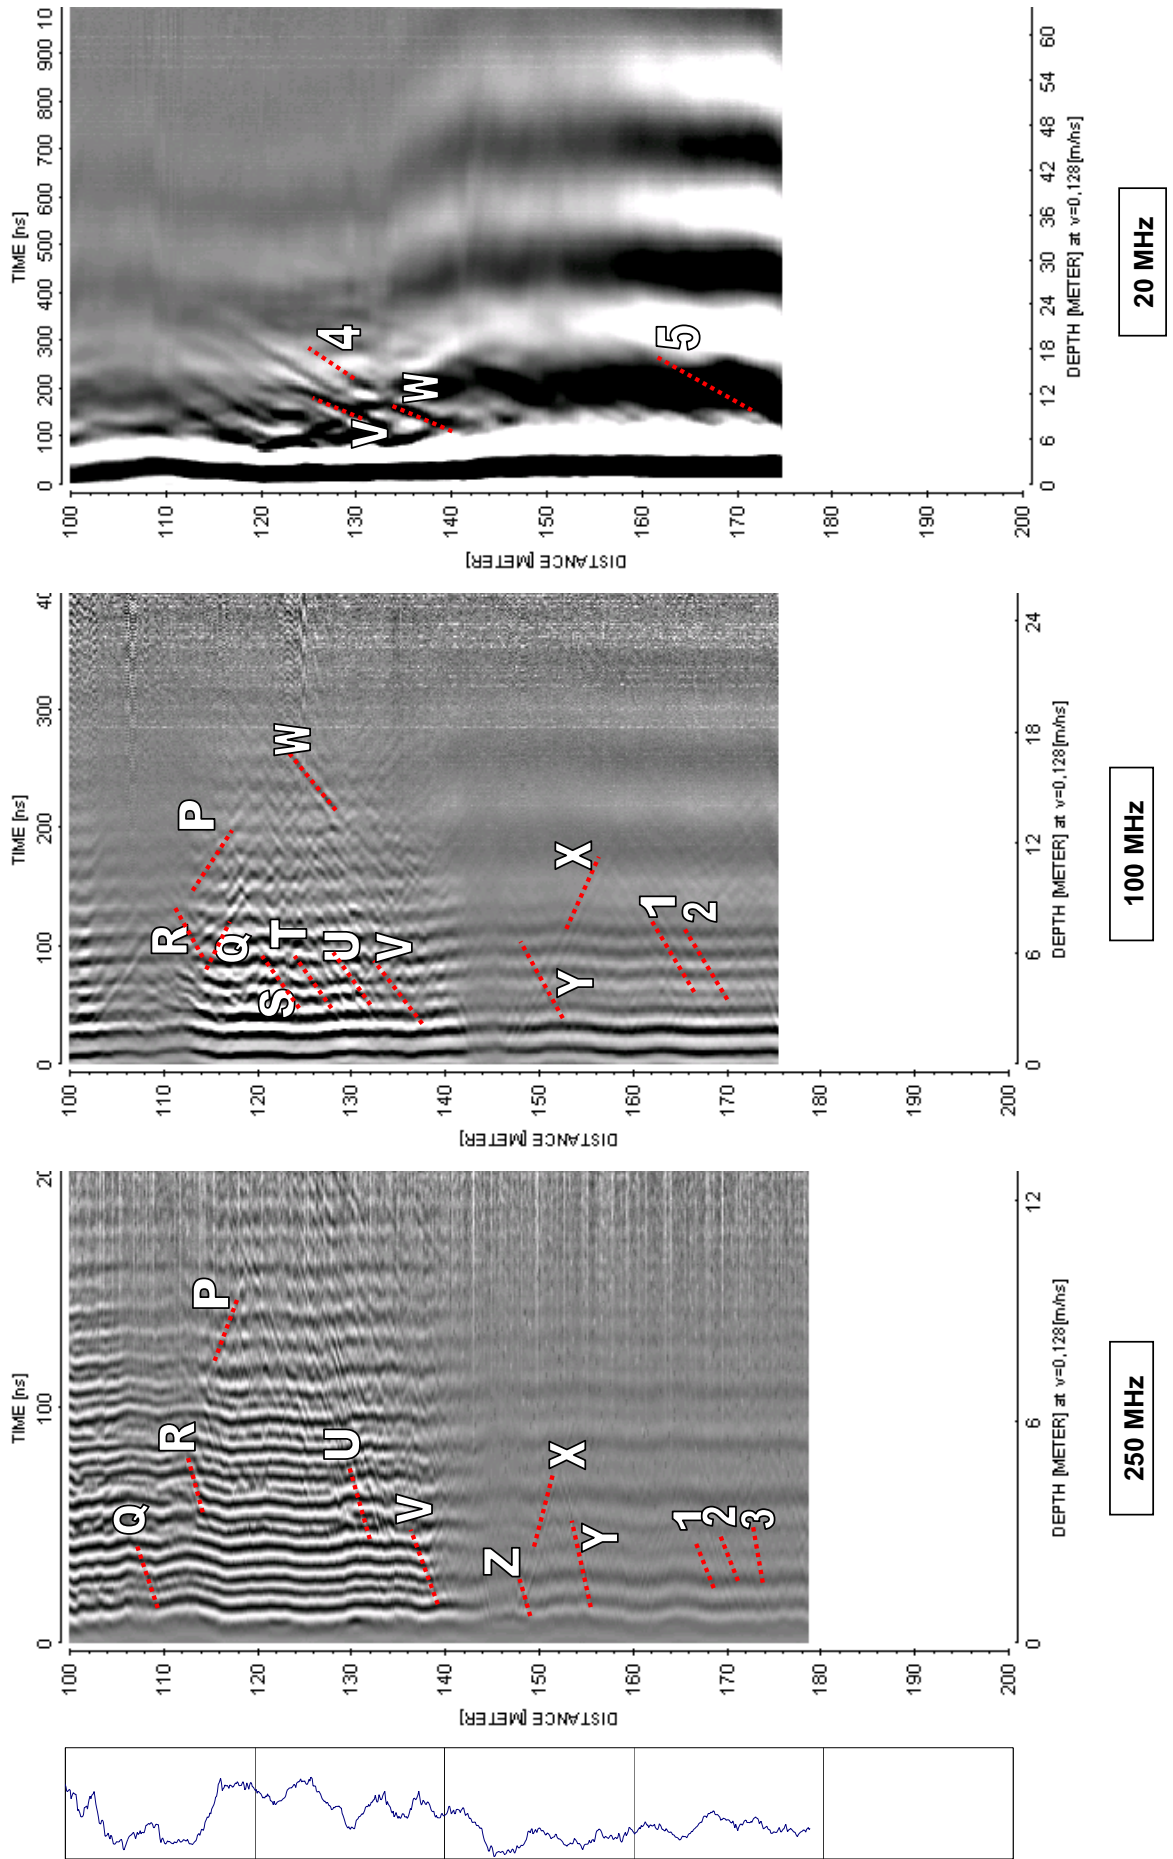 TIME [ns]
0 100 200 300 400 500 600 700 800 900 10
100 110 120 130 140 150 160 170 180 190 200
DISTANCE [METER]
0 6 12 18 24 30 36 42 48 54 60
DEPTH [METER] at v=0,128[m/ns]
V
W
4
5
20 MHz
TIME [ns]
0 100 200 300 40
100 110 120 130 140 150 160 170 180 190 200
DISTANCE [METER]
0 6 12 18 24
DEPTH [METER] at v=0,128[m/ns]
P
R
Q
S
T
U
V
W
X
Y
1
2
100 MHz
TIME [ns]
0 100 20
100 110 120 130 140 150 160 170 180 190 200
DISTANCE [METER]
0 6 12
DEPTH [METER] at v=0,128[m/ns]
Q
R
P
U
V
Z
X
Y
1
2
3
250 MHz